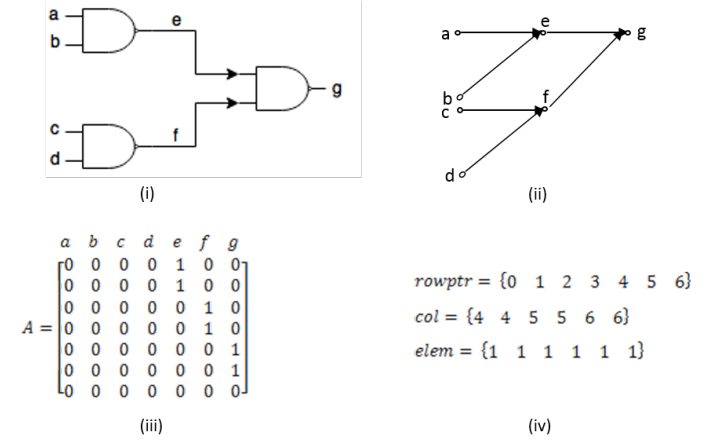 a
b
e
c
d
f
g
(i)
a
e
g
b
c
f
d
(ii)
a b c d e f g
A =
0 0 0 0 1 0 0
0 0 0 0 1 0 0
0 0 0 0 0 1 0
0 0 0 0 0 1 0
0 0 0 0 0 0 1
0 0 0 0 0 0 1
0 0 0 0 0 0 0
(iii)
rowptr = {0 1 2 3 4 5 6}
col = {4 4 5 5 6 6}
elem = {1 1 1 1 1 1}
(iv)